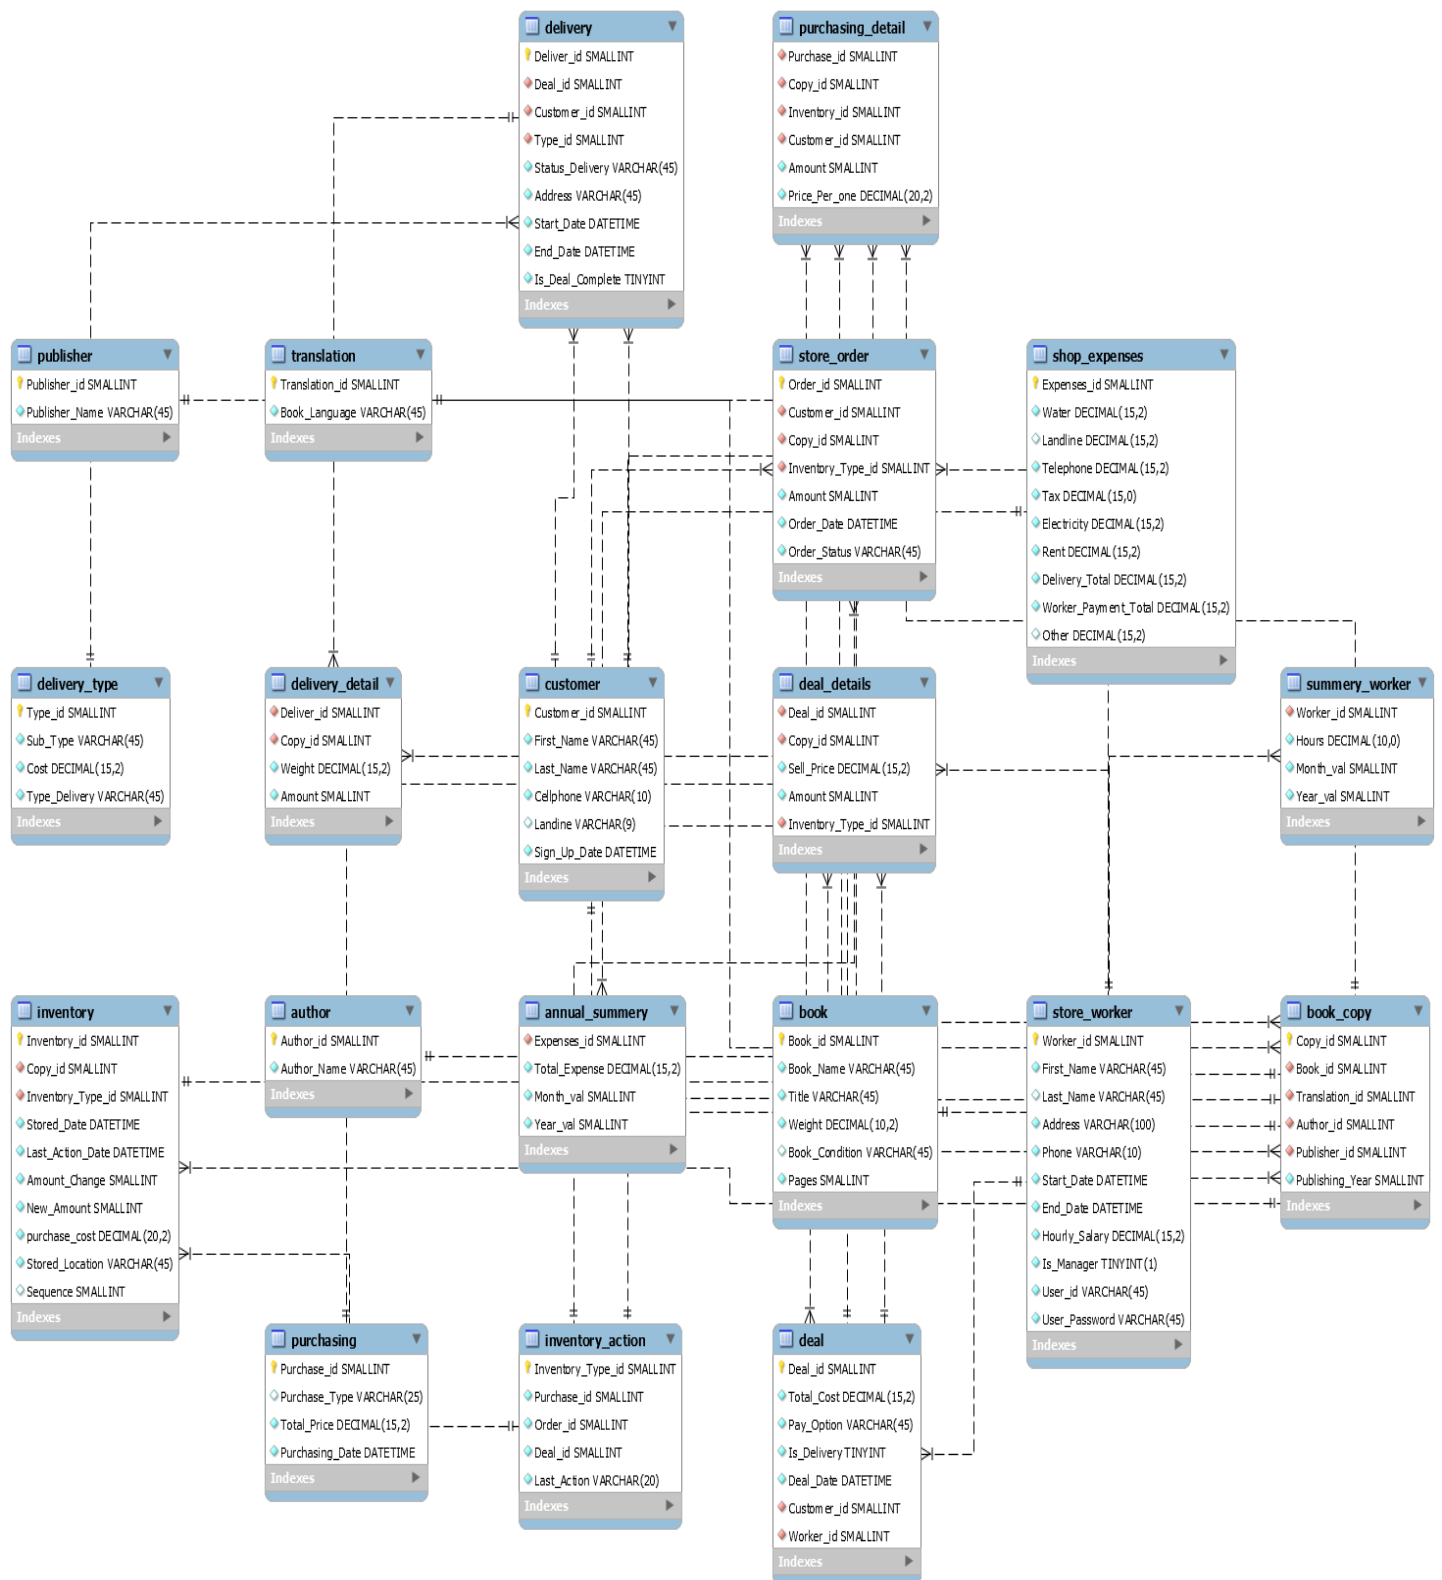 delivery
Deliver_id SMALLINT
Deal_id SMALLINT
Customer_id SMALLINT
Type_id SMALLINT
Status_Delivery VARCHAR(45)
Address VARCHAR(45)
Start_Date DATETIME
End_Date DATETIME
Is_Deal_Complete TINYINT
Indexes
purchasing_detail
Purchase_id SMALLINT
Copy_id SMALLINT
Inventory_id SMALLINT
Customer_id SMALLINT
Amount SMALLINT
Price_Per_one DECIMAL(20,2)
Indexes
publisher
Publisher_id SMALLINT
Publisher_Name VARCHAR(45)
Indexes
translation
Translation_id SMALLINT
Book_Language VARCHAR(45)
Indexes
store_order
Order_id SMALLINT
Customer_id SMALLINT
Copy_id SMALLINT
Inventory_Type_id SMALLINT
Amount SMALLINT
Order_Date DATETIME
Order_Status VARCHAR(45)
Indexes
shop_expenses
Expenses_id SMALLINT
Water DECIMAL(15,2)
Landline DECIMAL(15,2)
Telephone DECIMAL(15,2)
Tax DECIMAL(15,0)
Electricity DECIMAL(15,2)
Rent DECIMAL(15,2)
Delivery_Total DECIMAL(15,2)
Worker_Payment_Total DECIMAL(15,2)
Other DECIMAL(15,2)
Indexes
delivery_type
Type_id SMALLINT
Sub_Type VARCHAR(45)
Cost DECIMAL(15,2)
Type_Delivery VARCHAR(45)
Indexes
delivery_detail
Deliver_id SMALLINT
Copy_id SMALLINT
Weight DECIMAL(15,2)
Amount SMALLINT
Indexes
customer
Customer_id SMALLINT
First_Name VARCHAR(45)
Last_Name VARCHAR(45)
Cellphone VARCHAR(10)
Landine VARCHAR(9)
Sign_Up_Date DATETIME
Indexes
deal_details
Deal_id SMALLINT
Copy_id SMALLINT
Sell_Price DECIMAL(15,2)
Amount SMALLINT
Inventory_Type_id SMALLINT
Indexes
summery_worker
Worker_id SMALLINT
Hours DECIMAL(10,0)
Month_val SMALLINT
Year_val SMALLINT
Indexes
inventory
Inventory_id SMALLINT
Copy_id SMALLINT
Inventory_Type_id SMALLINT
Stored_Date DATETIME
Last_Action_Date DATETIME
Amount_Change SMALLINT
New_Amount SMALLINT
purchase_cost DECIMAL(20,2)
Stored_Location VARCHAR(45)
Sequence SMALLINT
Indexes
author
Author_id SMALLINT
Author_Name VARCHAR(45)
Indexes
annual_summery
Expenses_id SMALLINT
Total_Expense DECIMAL(15,2)
Month_val SMALLINT
Year_val SMALLINT
Indexes
book
Book_id SMALLINT
Book_Name VARCHAR(45)
Title VARCHAR(45)
Weight DECIMAL(10,2)
Book_Condition VARCHAR(45)
Pages SMALLINT
Indexes
store_worker
Worker_id SMALLINT
First_Name VARCHAR(45)
Last_Name VARCHAR(45)
Address VARCHAR(100)
Phone VARCHAR(10)
Start_Date DATETIME
End_Date DATETIME
Hourly_Salary DECIMAL(15,2)
Is_Manager TINYINT(1)
User_id VARCHAR(45)
User_Password VARCHAR(45)
Indexes
book_copy
Copy_id SMALLINT
Book_id SMALLINT
Translation_id SMALLINT
Author_id SMALLINT
Publisher_id SMALLINT
Publishing_Year SMALLINT
Indexes
purchasing
Purchase_id SMALLINT
Purchase_Type VARCHAR(25)
Total_Price DECIMAL(15,2)
Purchasing_Date DATETIME
Indexes
inventory_action
Inventory_Type_id SMALLINT
Purchase_id SMALLINT
Order_id SMALLINT
Deal_id SMALLINT
Last_Action VARCHAR(20)
Indexes
deal
Deal_id SMALLINT
Total_Cost DECIMAL(15,2)
Pay_Option VARCHAR(45)
Is_Delivery TINYINT
Deal_Date DATETIME
Customer_id SMALLINT
Worker_id SMALLINT
Indexes